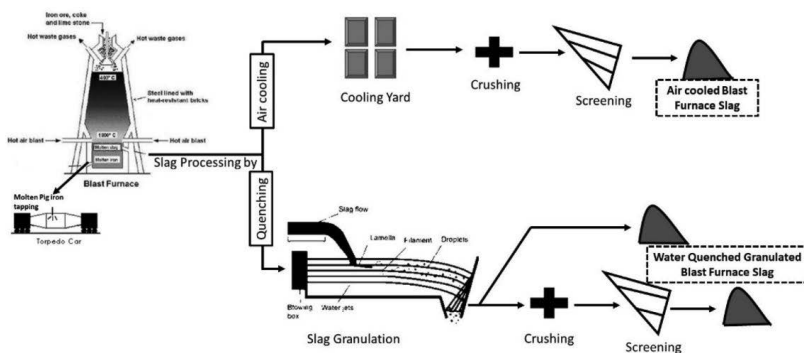 Iron ore, coke
and lime stone
Hot waste gases
Hot waste gases
Steel lined with
heat-resistant bricks
Hot air blast
Hot air blast
Molten slag
Molten iron
Blast Furnace
Molten Pig Iron
tapping
Torpedo Car
Slag Processing by
Air cooling
Cooling Yard
Crushing
Screening
Air cooled Blast
Furnace Slag
Quenching
Slag flow
Lamella
Filament
Droplets
Blowing
box
Water jets
Slag Granulation
Crushing
Screening
Water Quenched Granulated
Blast Furnace Slag